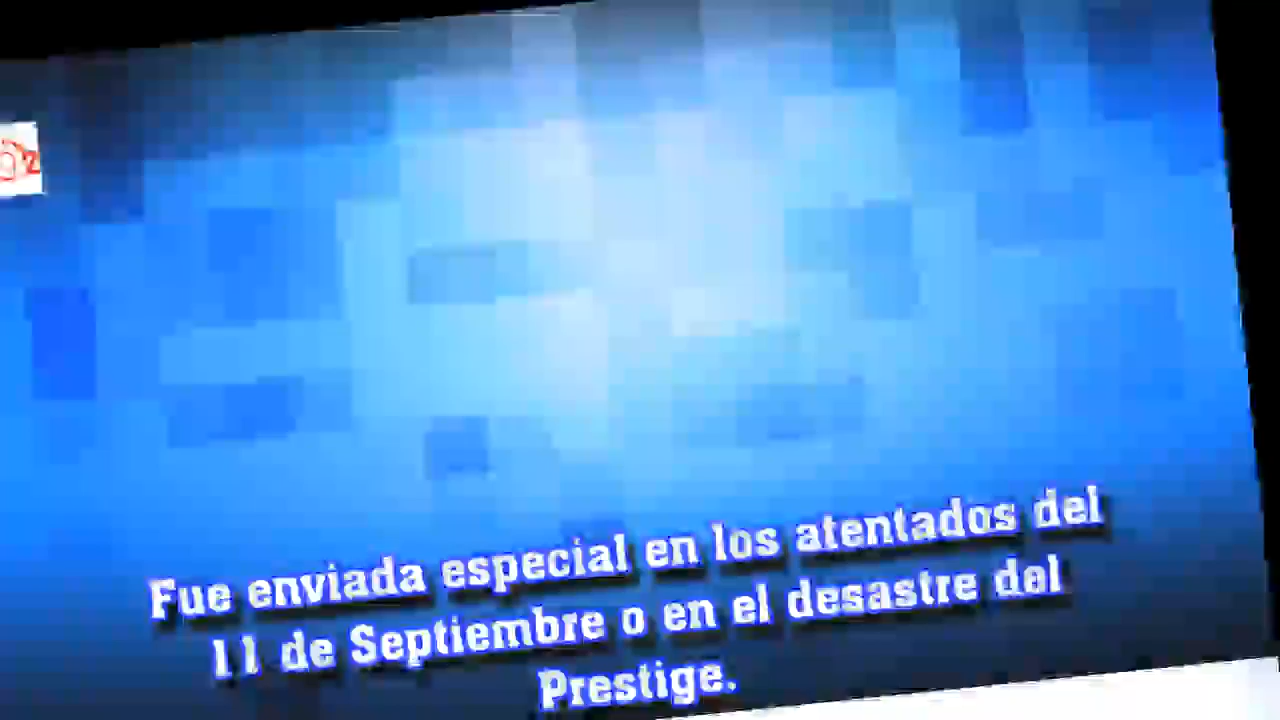 Fue enviada especial en los atentados del
11 de Septiembre o en el desastre del
Prestige.